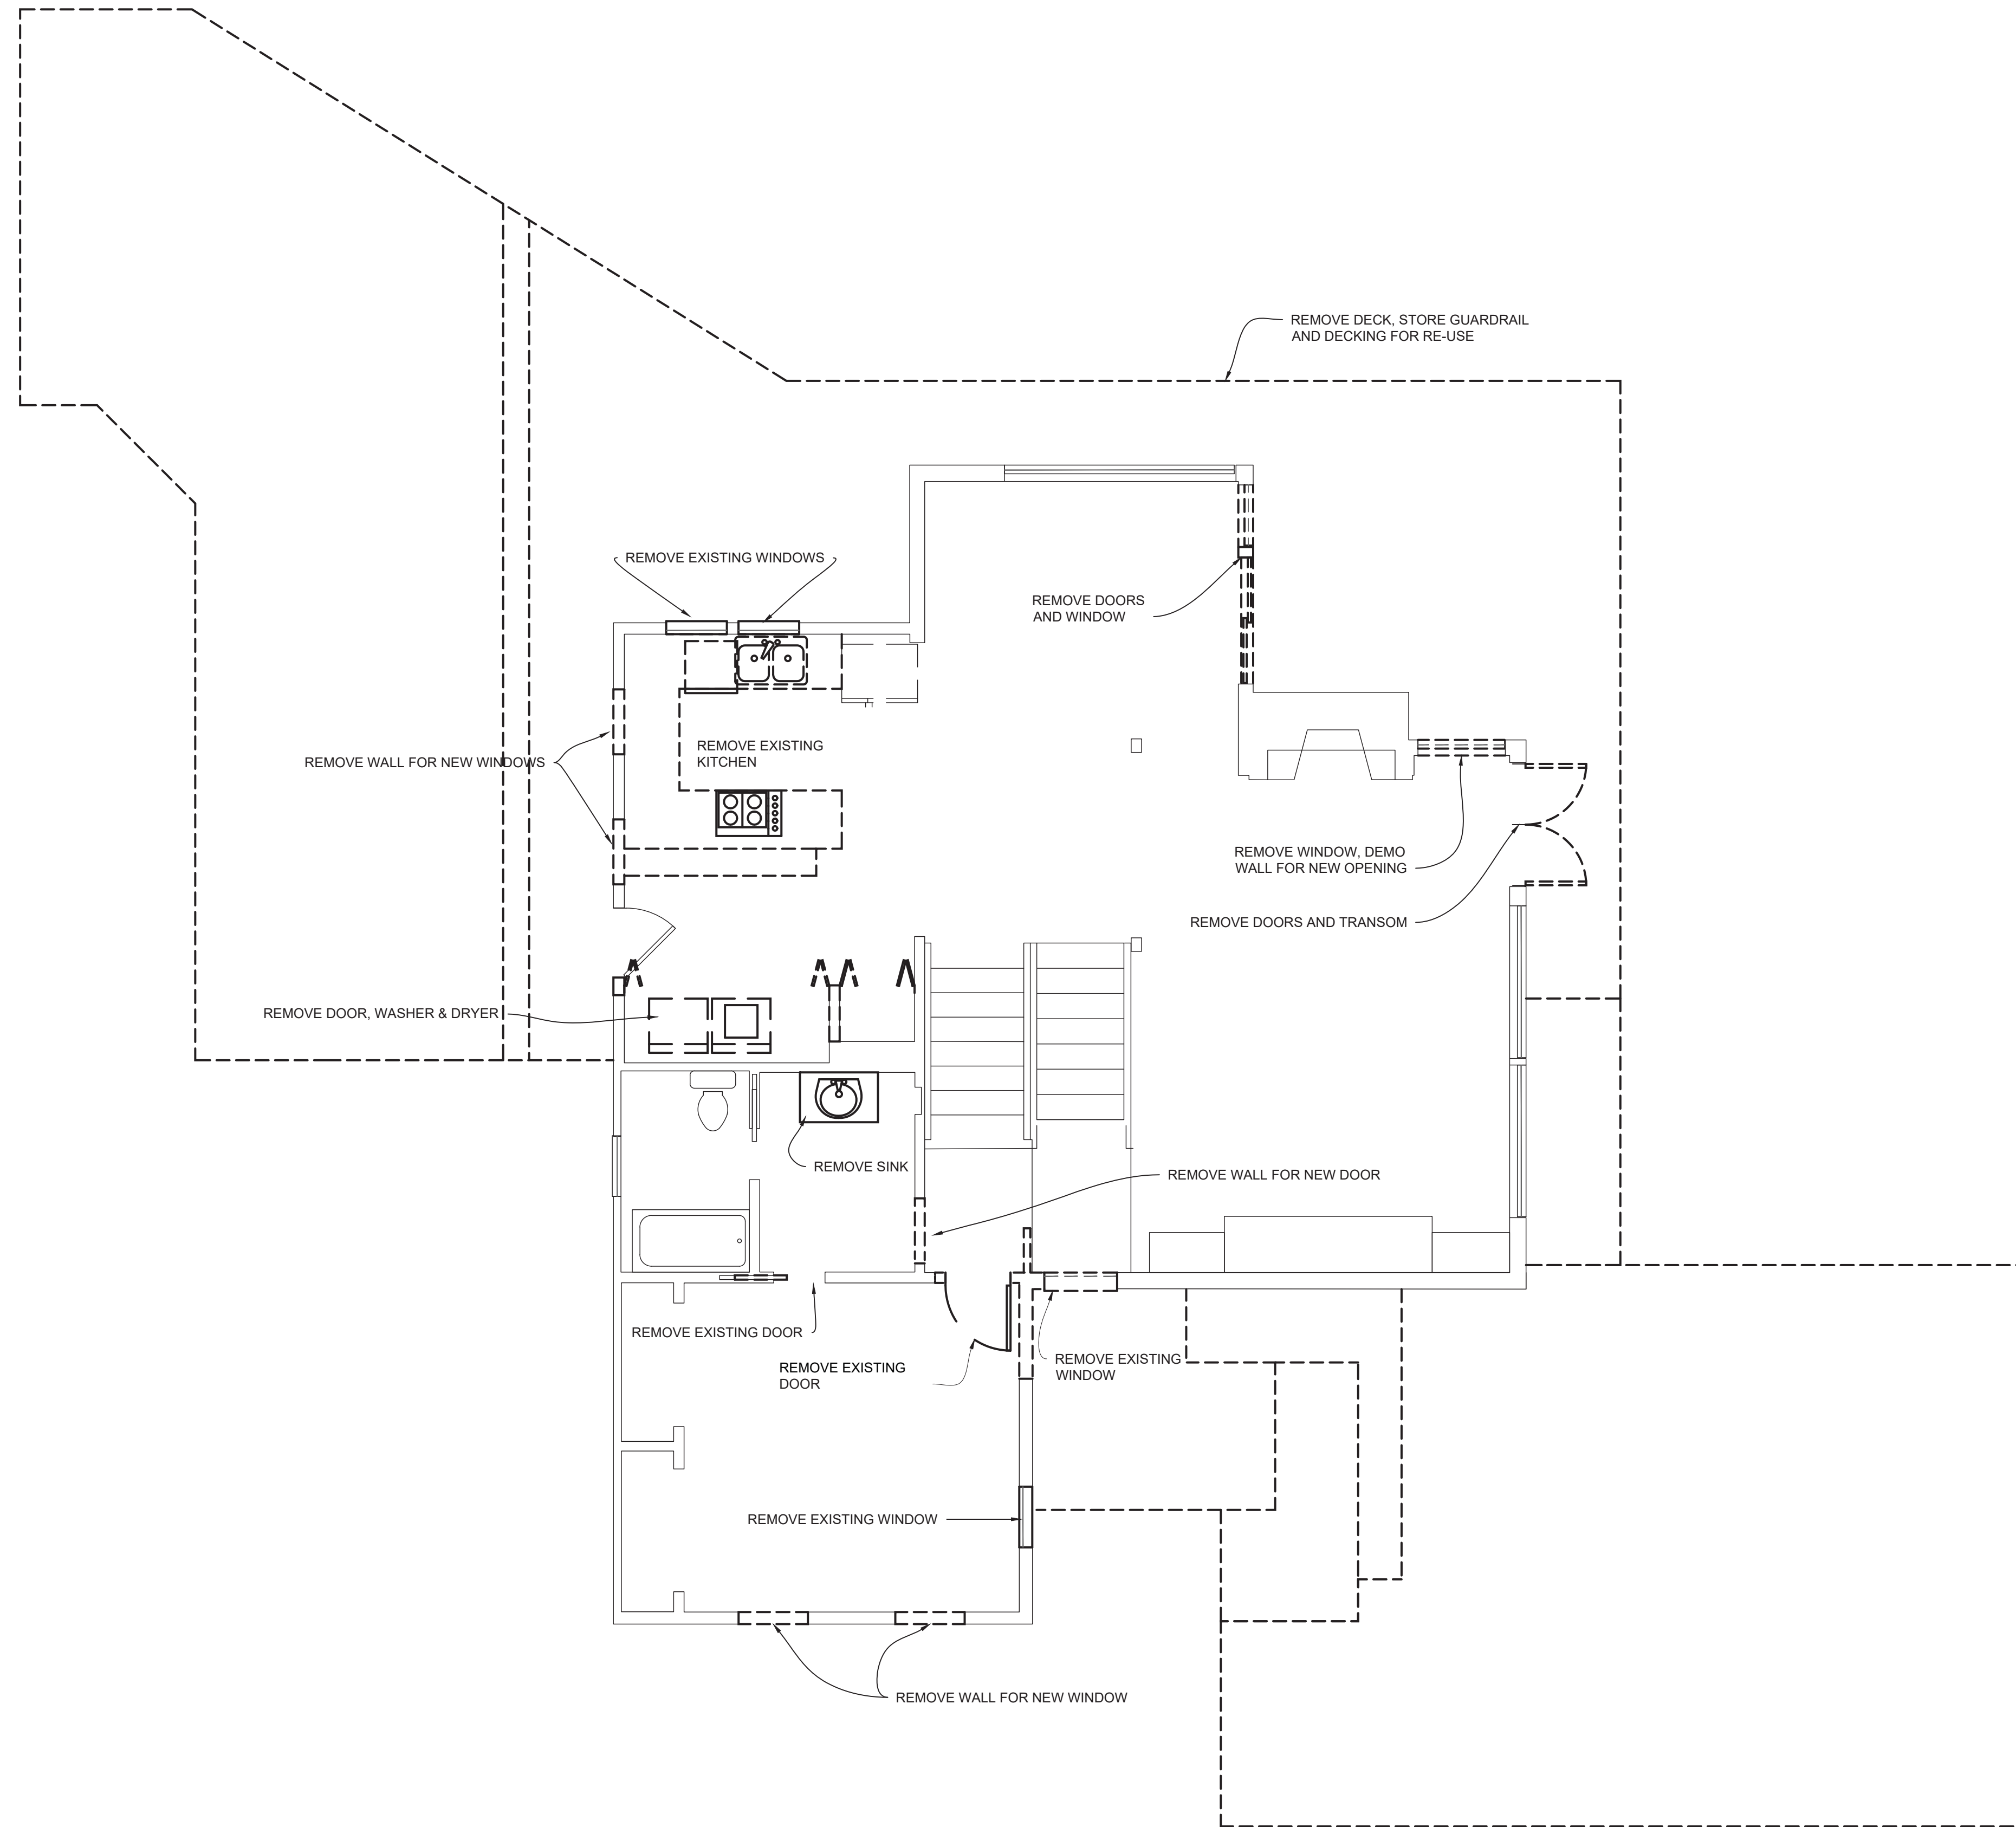 REMOVE DECK, STORE GUARDRAIL
AND DECKING FOR RE-USE
REMOVE EXISTING WINDOWS
REMOVE DOORS
AND WINDOW
REMOVE EXISTING
KITCHEN
REMOVE WALL FOR NEW WINDOWS
REMOVE WINDOW, DEMO
WALL FOR NEW OPENING
REMOVE DOORS AND TRANSOM
REMOVE DOOR, WASHER & DRYER
REMOVE SINK
REMOVE WALL FOR NEW DOOR
REMOVE EXISTING DOOR
REMOVE EXISTING
DOOR
REMOVE EXISTING
WINDOW
REMOVE EXISTING WINDOW
REMOVE WALL FOR NEW WINDOW